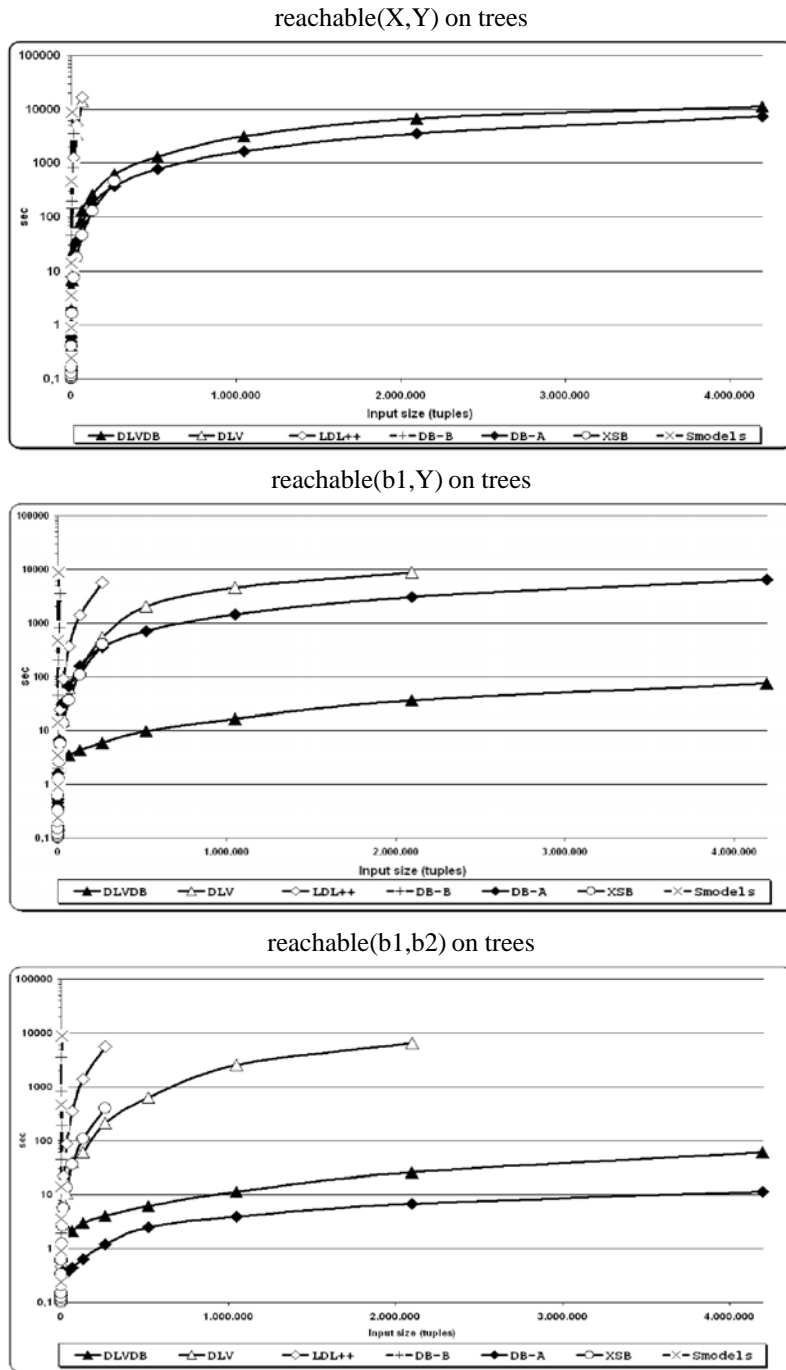 reachable(X,Y) on trees
100000
10000
1000
100
10
1
0,1
sec
0
1.000.000
2.000.000
3.000.000
4.000.000
Input size (tuples)
DLVDB
DLV
LDL++
DB-B
DB-A
XSB
Smodels
reachable(b1,Y) on trees
100000
10000
1000
100
10
1
0,1
sec
0
1.000.000
2.000.000
3.000.000
4.000.000
Input size (tuples)
DLVDB
DLV
LDL++
DB-B
DB-A
XSB
Smodels
reachable(b1,b2) on trees
100000
10000
1000
100
10
1
0,1
sec
0
1.000.000
2.000.000
3.000.000
4.000.000
Input size (tuples)
DLVDB
DLV
LDL++
DB-B
DB-A
XSB
Smodels